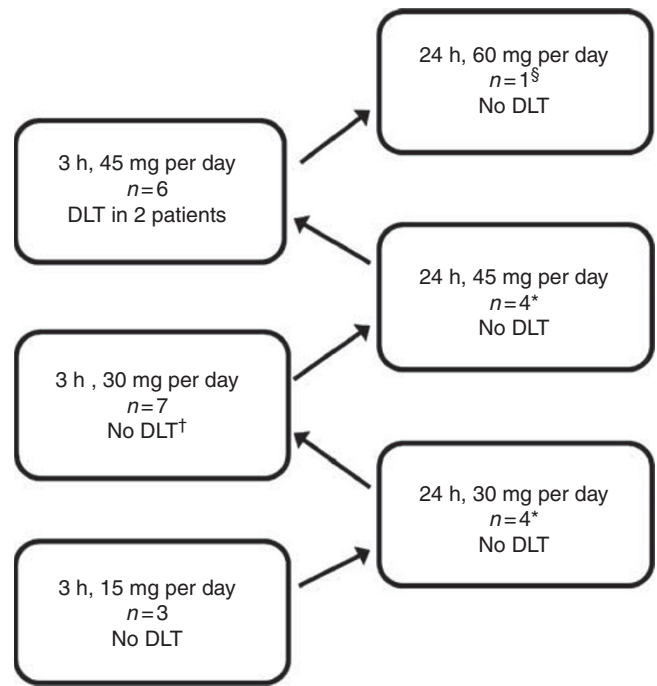 24 h, 60 mg per day
n=1§
No DLT
3 h, 45 mg per day
n=6
DLT in 2 patients
24 h, 45 mg per day
n=4*
No DLT
3 h , 30 mg per day
n=7
No DLT†
24 h, 30 mg per day
n=4*
No DLT
3 h, 15 mg per day
n=3
No DLT